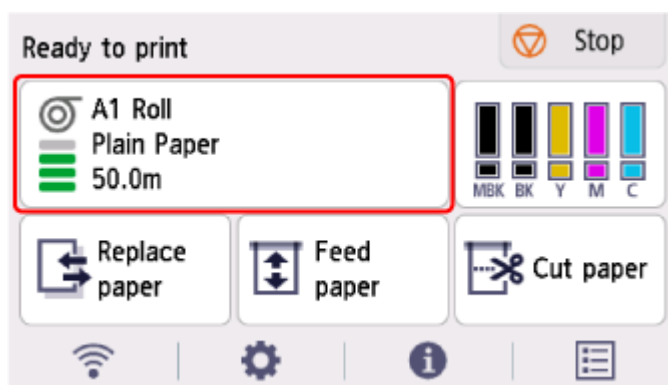 Ready to print
Stop
A1 Roll
Plain Paper
50.0m
MBK BK Y M C
Replace
paper
Feed
paper
Cut paper